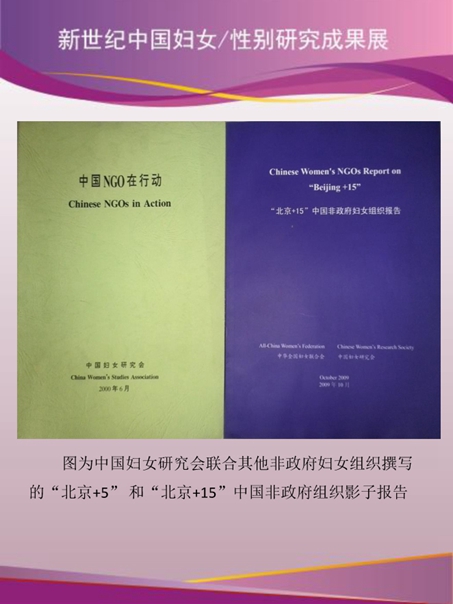 新世纪中国妇女/性别研究成果展
中国NGO在行动
Chinese NGOs in Action
中国妇女研究会
China Women's Studies Association
2000年6月
Chinese Women's NGOs Report on
“Beijing +15”
“北京+15”中国非政府妇女组织报告
All-China Women's Federation
中华全国妇女联合会
Chinese Women's Research Society
中国妇女研究会
October 2009
2009年10月
图为中国妇女研究会联合其他非政府妇女组织撰写
的“北京+5” 和“北京+15”中国非政府组织影子报告